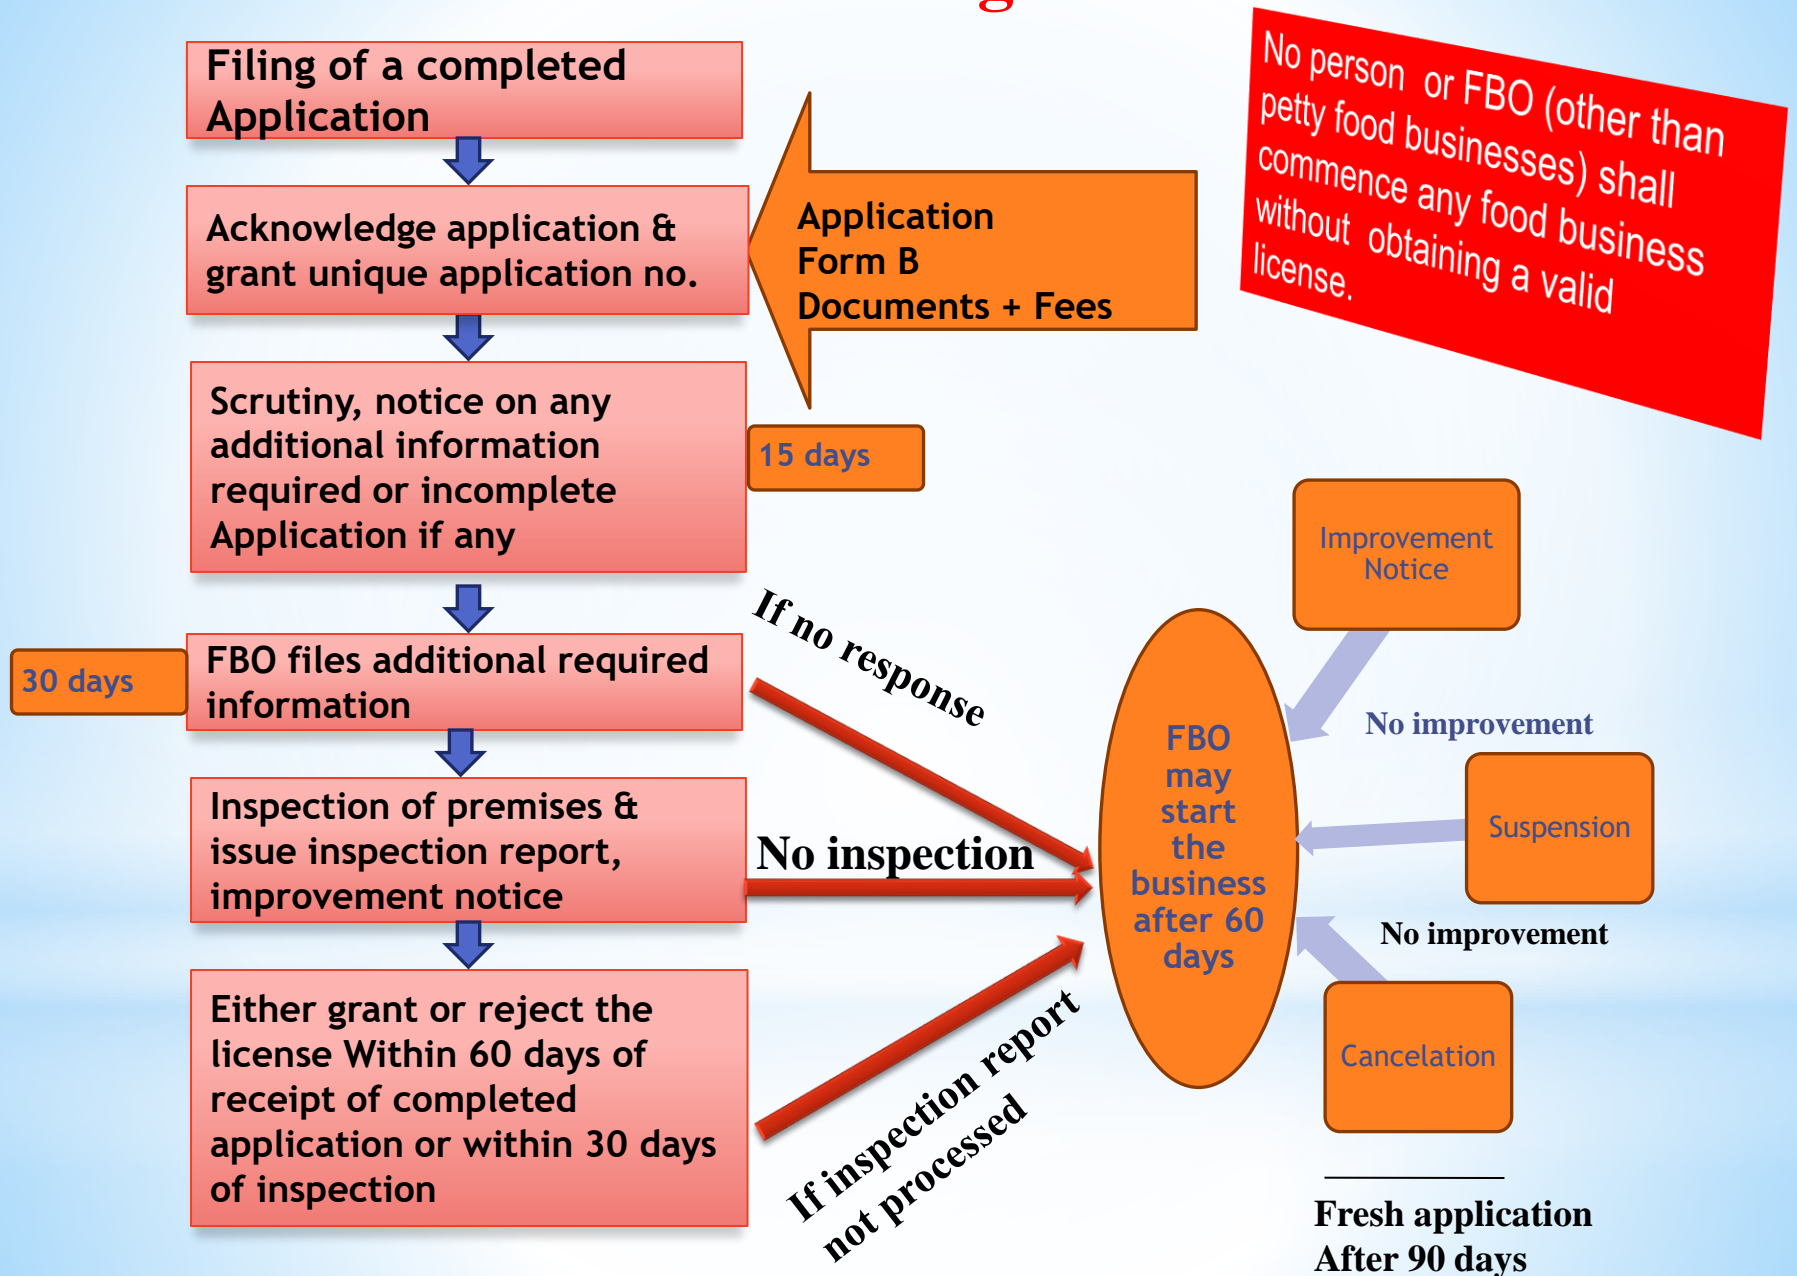 Filing of a completed
Application
Acknowledge application &
grant unique application no.
Application
Form B
Documents + Fees
No person or FBO (other than
petty food businesses) shall
commence any food business
without obtaining a valid
license.
Scrutiny, notice on any
additional information
required or incomplete
Application if any
15 days
30 days
FBO files additional required
information
If no response
Inspection of premises &
issue inspection report,
improvement notice
No inspection
Either grant or reject the
license Within 60 days of
receipt of completed
application or within 30 days
of inspection
If inspection report
not processed
FBO
may
start
the
business
after 60
days
Improvement
Notice
No improvement
Suspension
No improvement
Cancelation
Fresh application
After 90 days